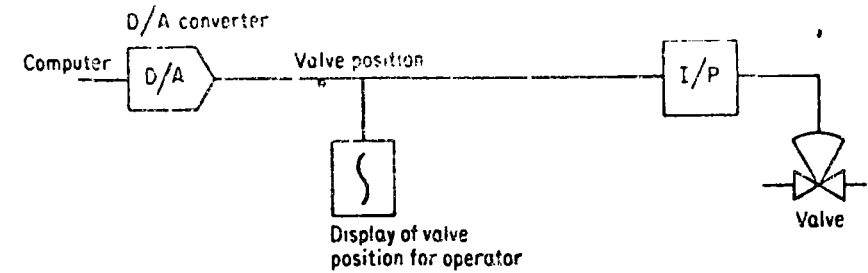 D/A converter
Computer
D/A
Valve position
I/P
Valve
Display of valve
position for operator